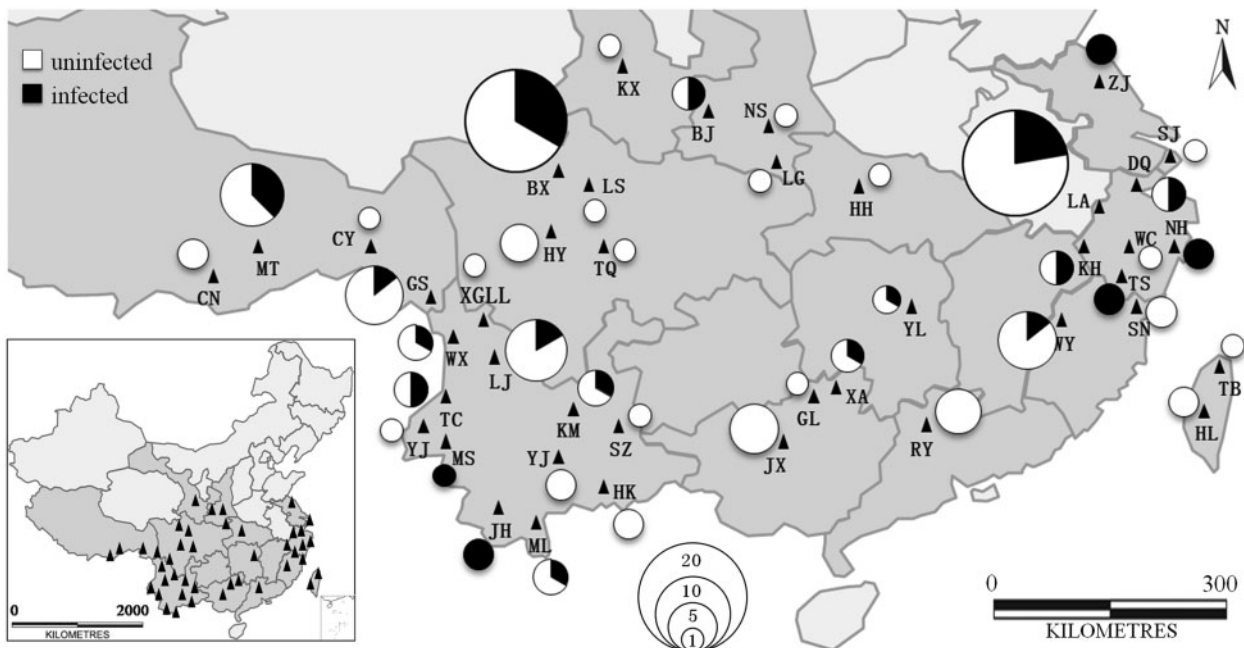 N
uninfected
infected
KX
BJ
NS
ZJ
SJ
BX
LS
LG
HH
DQ
LA
MT
CY
HY
TQ
KH
WC
NH
CN
GS
XGLL
TS
YL
SN
WY
WX
LJ
TB
XA
TC
KM
GL
HL
YJ
MS
YJ
SZ
JX
RY
HK
JH
ML
20
10
5
1
0 300
KILOMETRES
0 2000
KILOMETRES